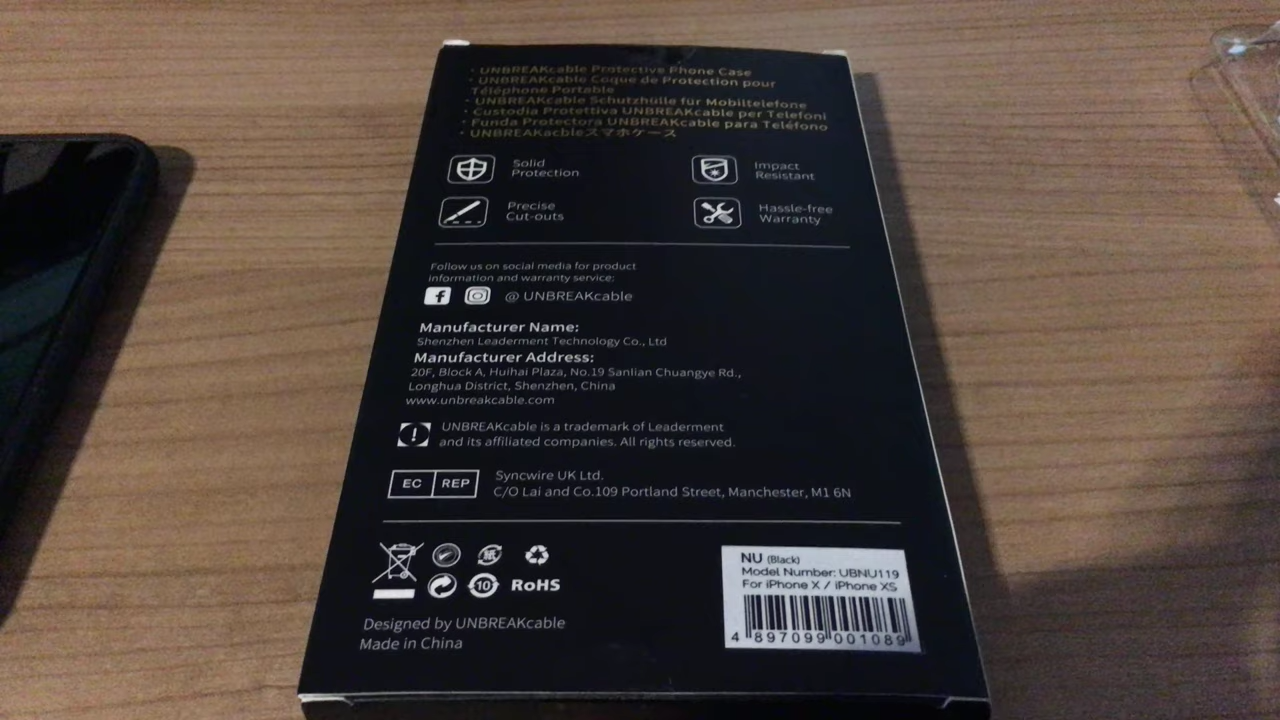 · UNBREAKcable Protective Phone Case
· UNBREAKcable Coque de Protection pour
Téléphone Portable
· UNBREAKcable Schutzhülle für Mobiltelefone
· Custodia Protettiva UNBREAKcable per Telefoni
· Funda Protectora UNBREAKcable para Teléfono
· UNBREAKacbleスマホケース
Solid
Protection
Impact
Resistant
Precise
Cut-outs
Hassle-free
Warranty
Follow us on social media for product
information and warranty service:
@ UNBREAKcable
Manufacturer Name:
Shenzhen Leaderment Technology Co., Ltd
Manufacturer Address:
20F, Block A, Huihai Plaza, No.19 Sanlian Chuangye Rd.,
Longhua District, Shenzhen, China
www.unbreakcable.com
UNBREAKcable is a trademark of Leaderment
and its affiliated companies. All rights reserved.
EC REP
Syncwire UK Ltd.
C/O Lai and Co.109 Portland Street, Manchester, M1 6N
紙
10
RoHS
Designed by UNBREAKcable
Made in China
NU (Black)
Model Number: UBNU119
For iPhone X / iPhone XS
4 897099 001089